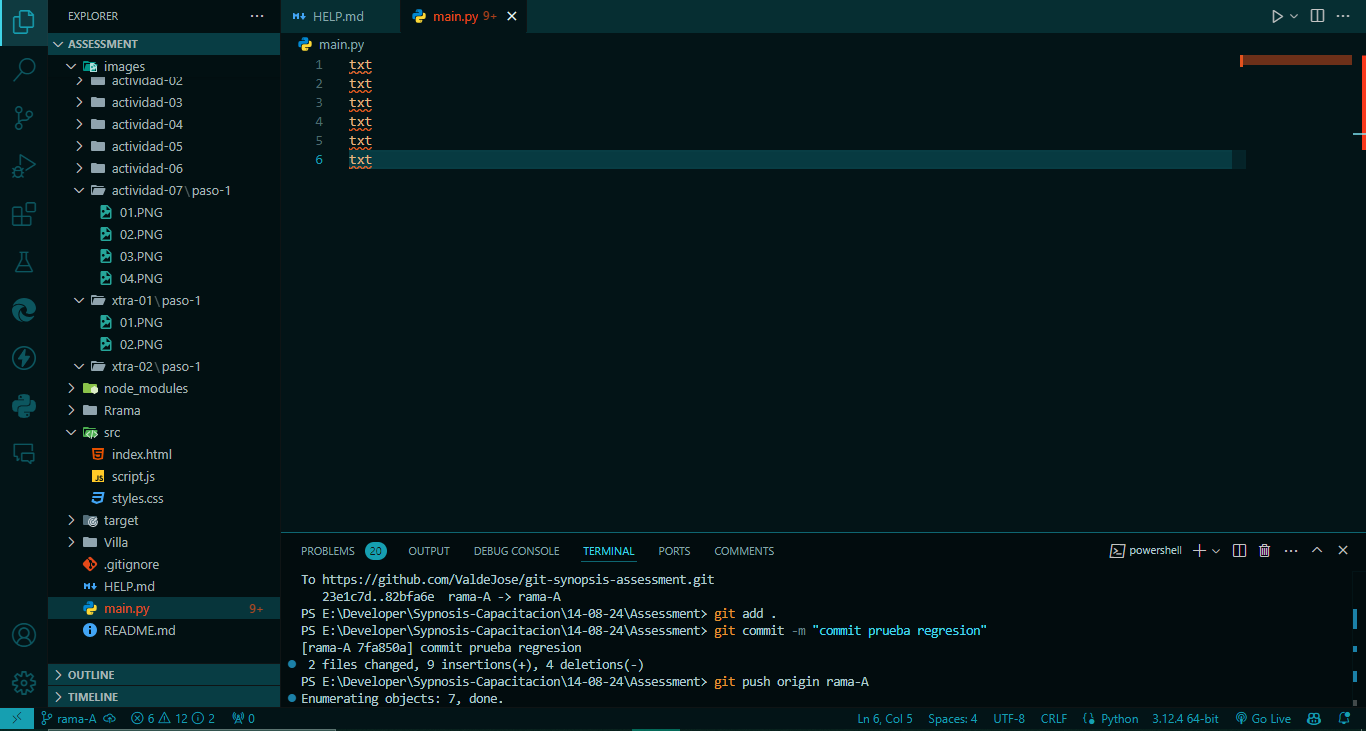 EXPLORER
HELP.md
main.py 9+
ASSESSMENT
main.py
images
actividad-02
actividad-03
actividad-04
actividad-05
actividad-06
actividad-07\paso-1
01.PNG
02.PNG
03.PNG
04.PNG
xtra-01\paso-1
01.PNG
02.PNG
xtra-02\paso-1
node_modules
Rrama
src
index.html
script.js
styles.css
target
Villa
.gitignore
HELP.md
main.py 9+
README.md
OUTLINE
TIMELINE
1 txt
2 txt
3 txt
4 txt
5 txt
6 txt
PROBLEMS 20 OUTPUT DEBUG CONSOLE TERMINAL PORTS COMMENTS
powershell
To https://github.com/ValdeJose/git-synopsis-assessment.git
23e1c7d..82bfa6e rama-A -> rama-A
PS E:\Developer\Sypnosis-Capacitacion\14-08-24\Assessment> git add .
PS E:\Developer\Sypnosis-Capacitacion\14-08-24\Assessment> git commit -m "commit prueba regresion"
[rama-A 7fa850a] commit prueba regresion
2 files changed, 9 insertions(+), 4 deletions(-)
PS E:\Developer\Sypnosis-Capacitacion\14-08-24\Assessment> git push origin rama-A
Enumerating objects: 7, done.
rama-A 6 12 2 0 Ln 6, Col 5 Spaces: 4 UTF-8 CRLF Python 3.12.4 64-bit Go Live